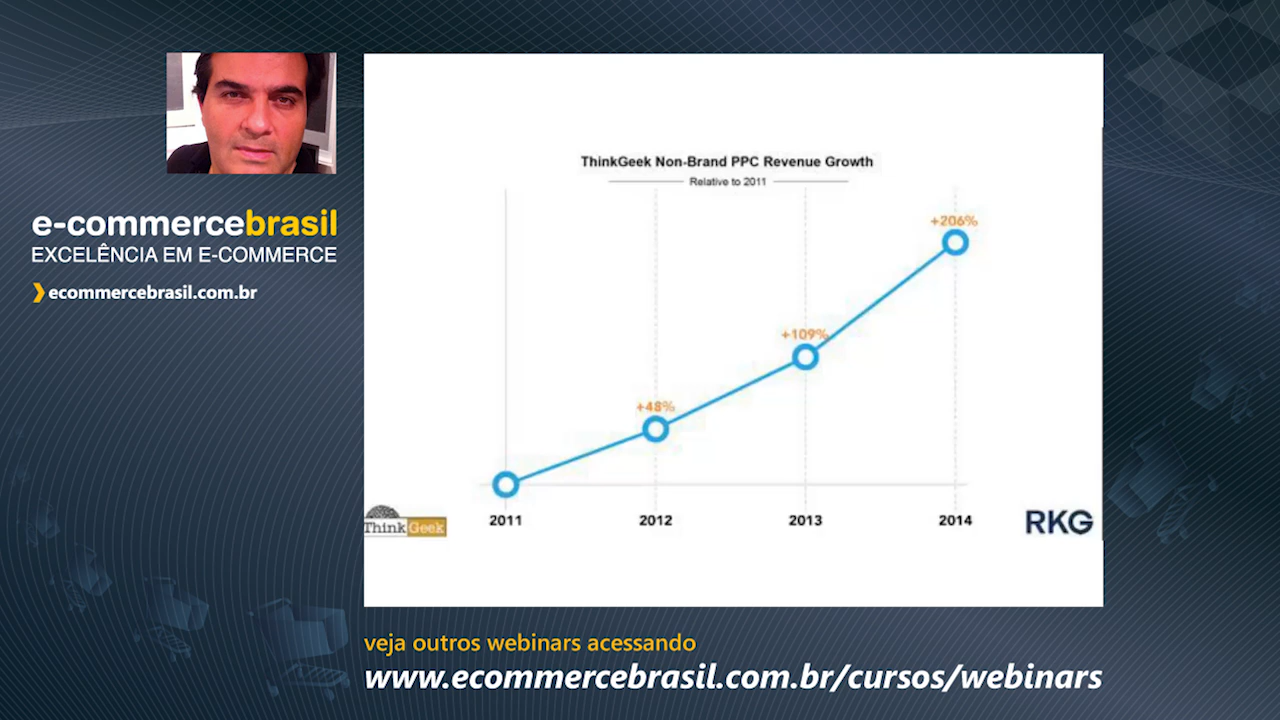 e-commercebrasil
EXCELÊNCIA EM E-COMMERCE
ecommercebrasil.com.br
ThinkGeek Non-Brand PPC Revenue Growth
Relative to 2011
+206%
+109%
+48%
2011
2012
2013
2014
ThinkGeek
RKG
veja outros webinars acessando
www.ecommercebrasil.com.br/cursos/webinars